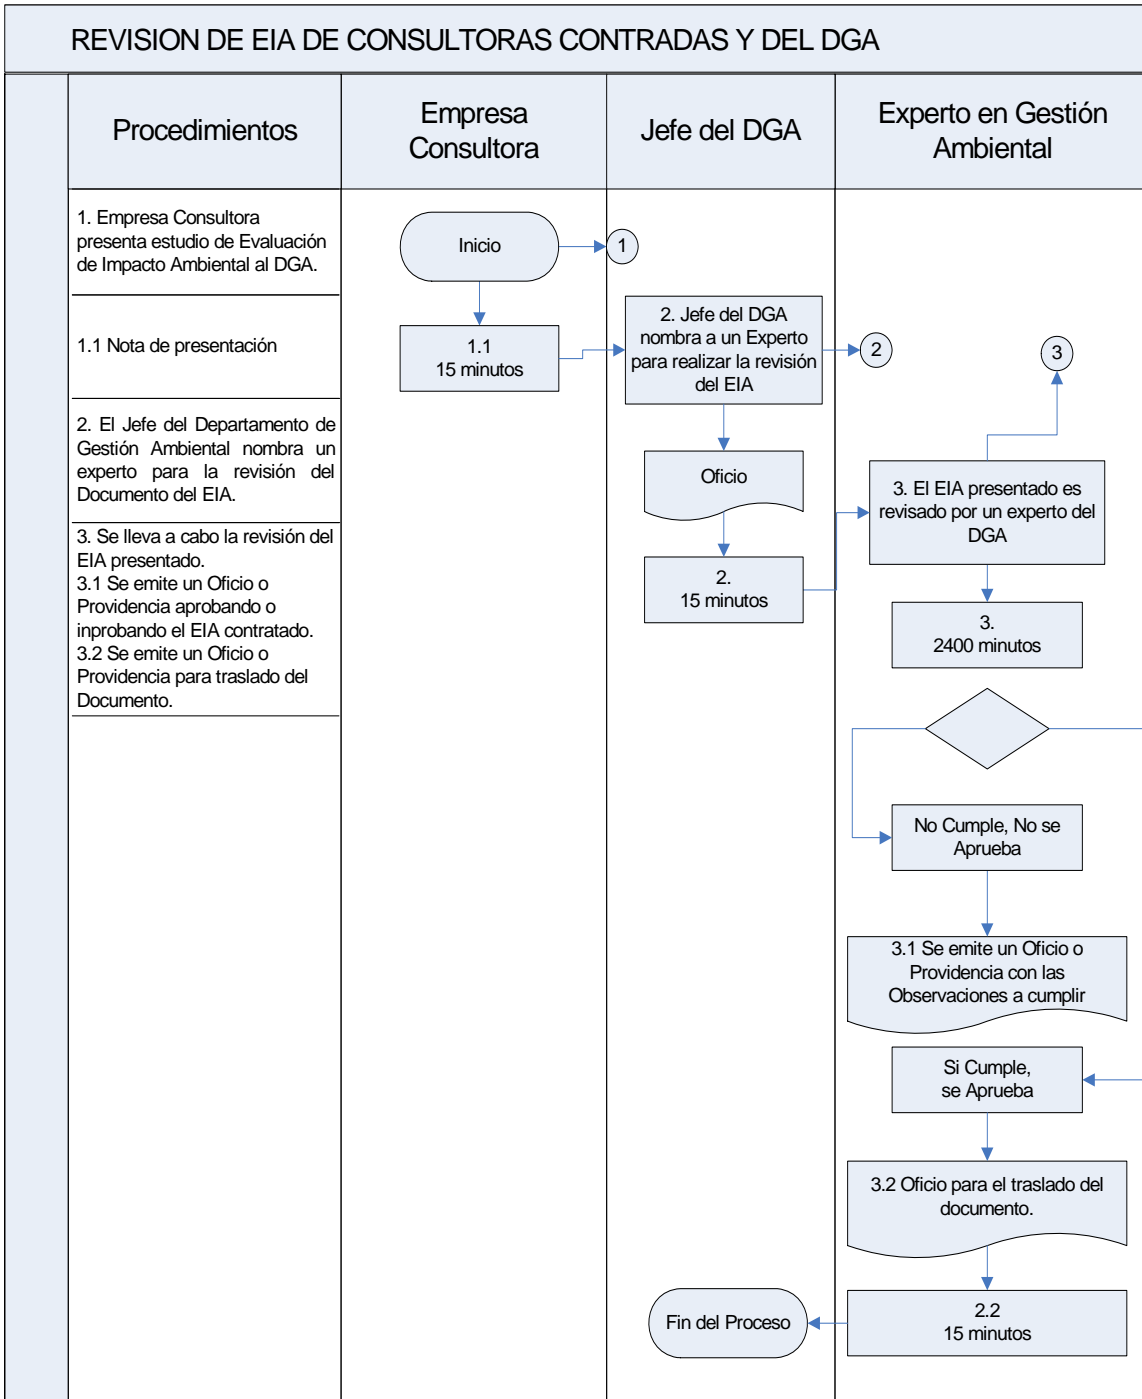 REVISION DE EIA DE CONSULTORAS CONTRADAS Y DEL DGA
Procedimientos
Empresa
Consultora
Jefe del DGA
Experto en Gestión
Ambiental
1. Empresa Consultora
presenta estudio de Evaluación
de Impacto Ambiental al DGA.
1.1 Nota de presentación
2. El Jefe del Departamento de
Gestión Ambiental nombra un
experto para la revisión del
Documento del EIA.
3. Se lleva a cabo la revisión del
EIA presentado.
3.1 Se emite un Oficio o
Providencia aprobando o
inprobando el EIA contratado.
3.2 Se emite un Oficio o
Providencia para traslado del
Documento.
Inicio
1
1.1
15 minutos
2. Jefe del DGA
nombra a un Experto
para realizar la revisión
del EIA
2
Oficio
2.
15 minutos
3
3. El EIA presentado es
revisado por un experto del
DGA
3.
2400 minutos
No Cumple, No se
Aprueba
3.1 Se emite un Oficio o
Providencia con las
Observaciones a cumplir
Si Cumple,
se Aprueba
3.2 Oficio para el traslado del
documento.
2.2
15 minutos
Fin del Proceso